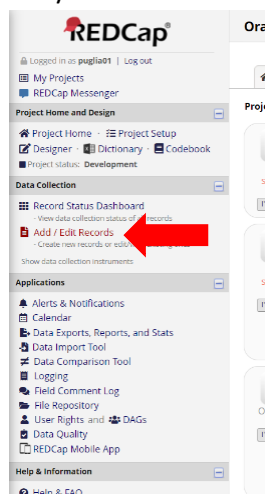 REDCap®
Ora
Logged in as puglia01 | Log out
My Projects
REDCap Messenger
Project Home and Design
Proje
Project Home · Project Setup
Designer · Dictionary · Codebook
Project status: Development
Data Collection
Record Status Dashboard
- View data collection status of all records
Add / Edit Records
- Create new records or edit/
Show data collection instruments
Applications
Alerts & Notifications
Calendar
Data Exports, Reports, and Stats
Data Import Tool
Data Comparison Tool
Logging
Field Comment Log
File Repository
User Rights and DAGs
Data Quality
REDCap Mobile App
Help & Information
Help & FAQ